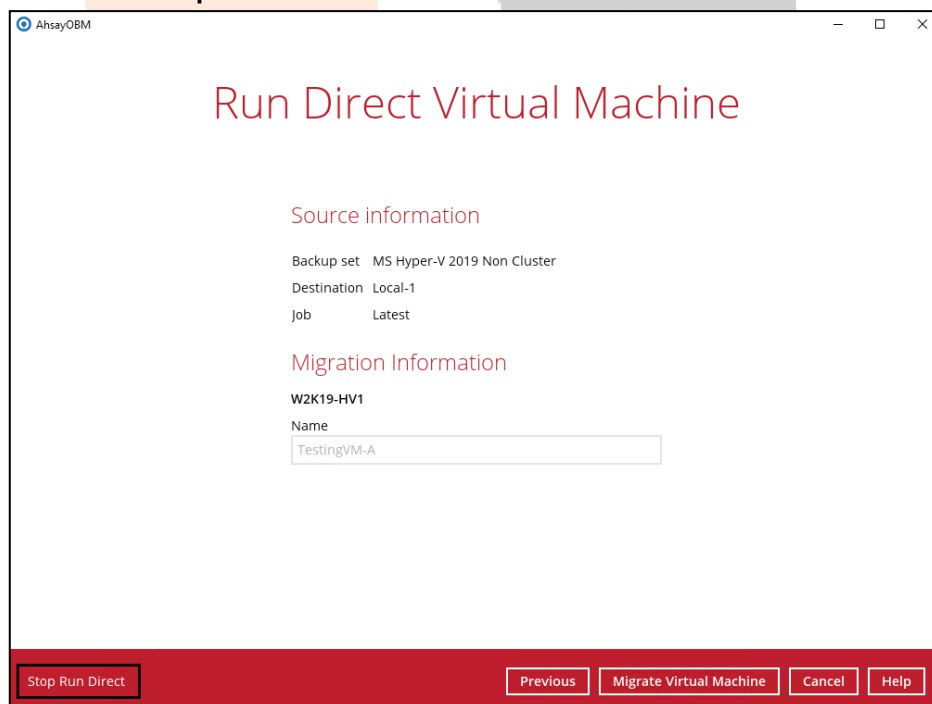 AhsayOBM
Run Direct Virtual Machine
Source information
Backup set MS Hyper-V 2019 Non Cluster
Destination Local-1
Job Latest
Migration Information
W2K19-HV1
Name
TestingVM-A
Stop Run Direct Previous Migrate Virtual Machine Cancel Help